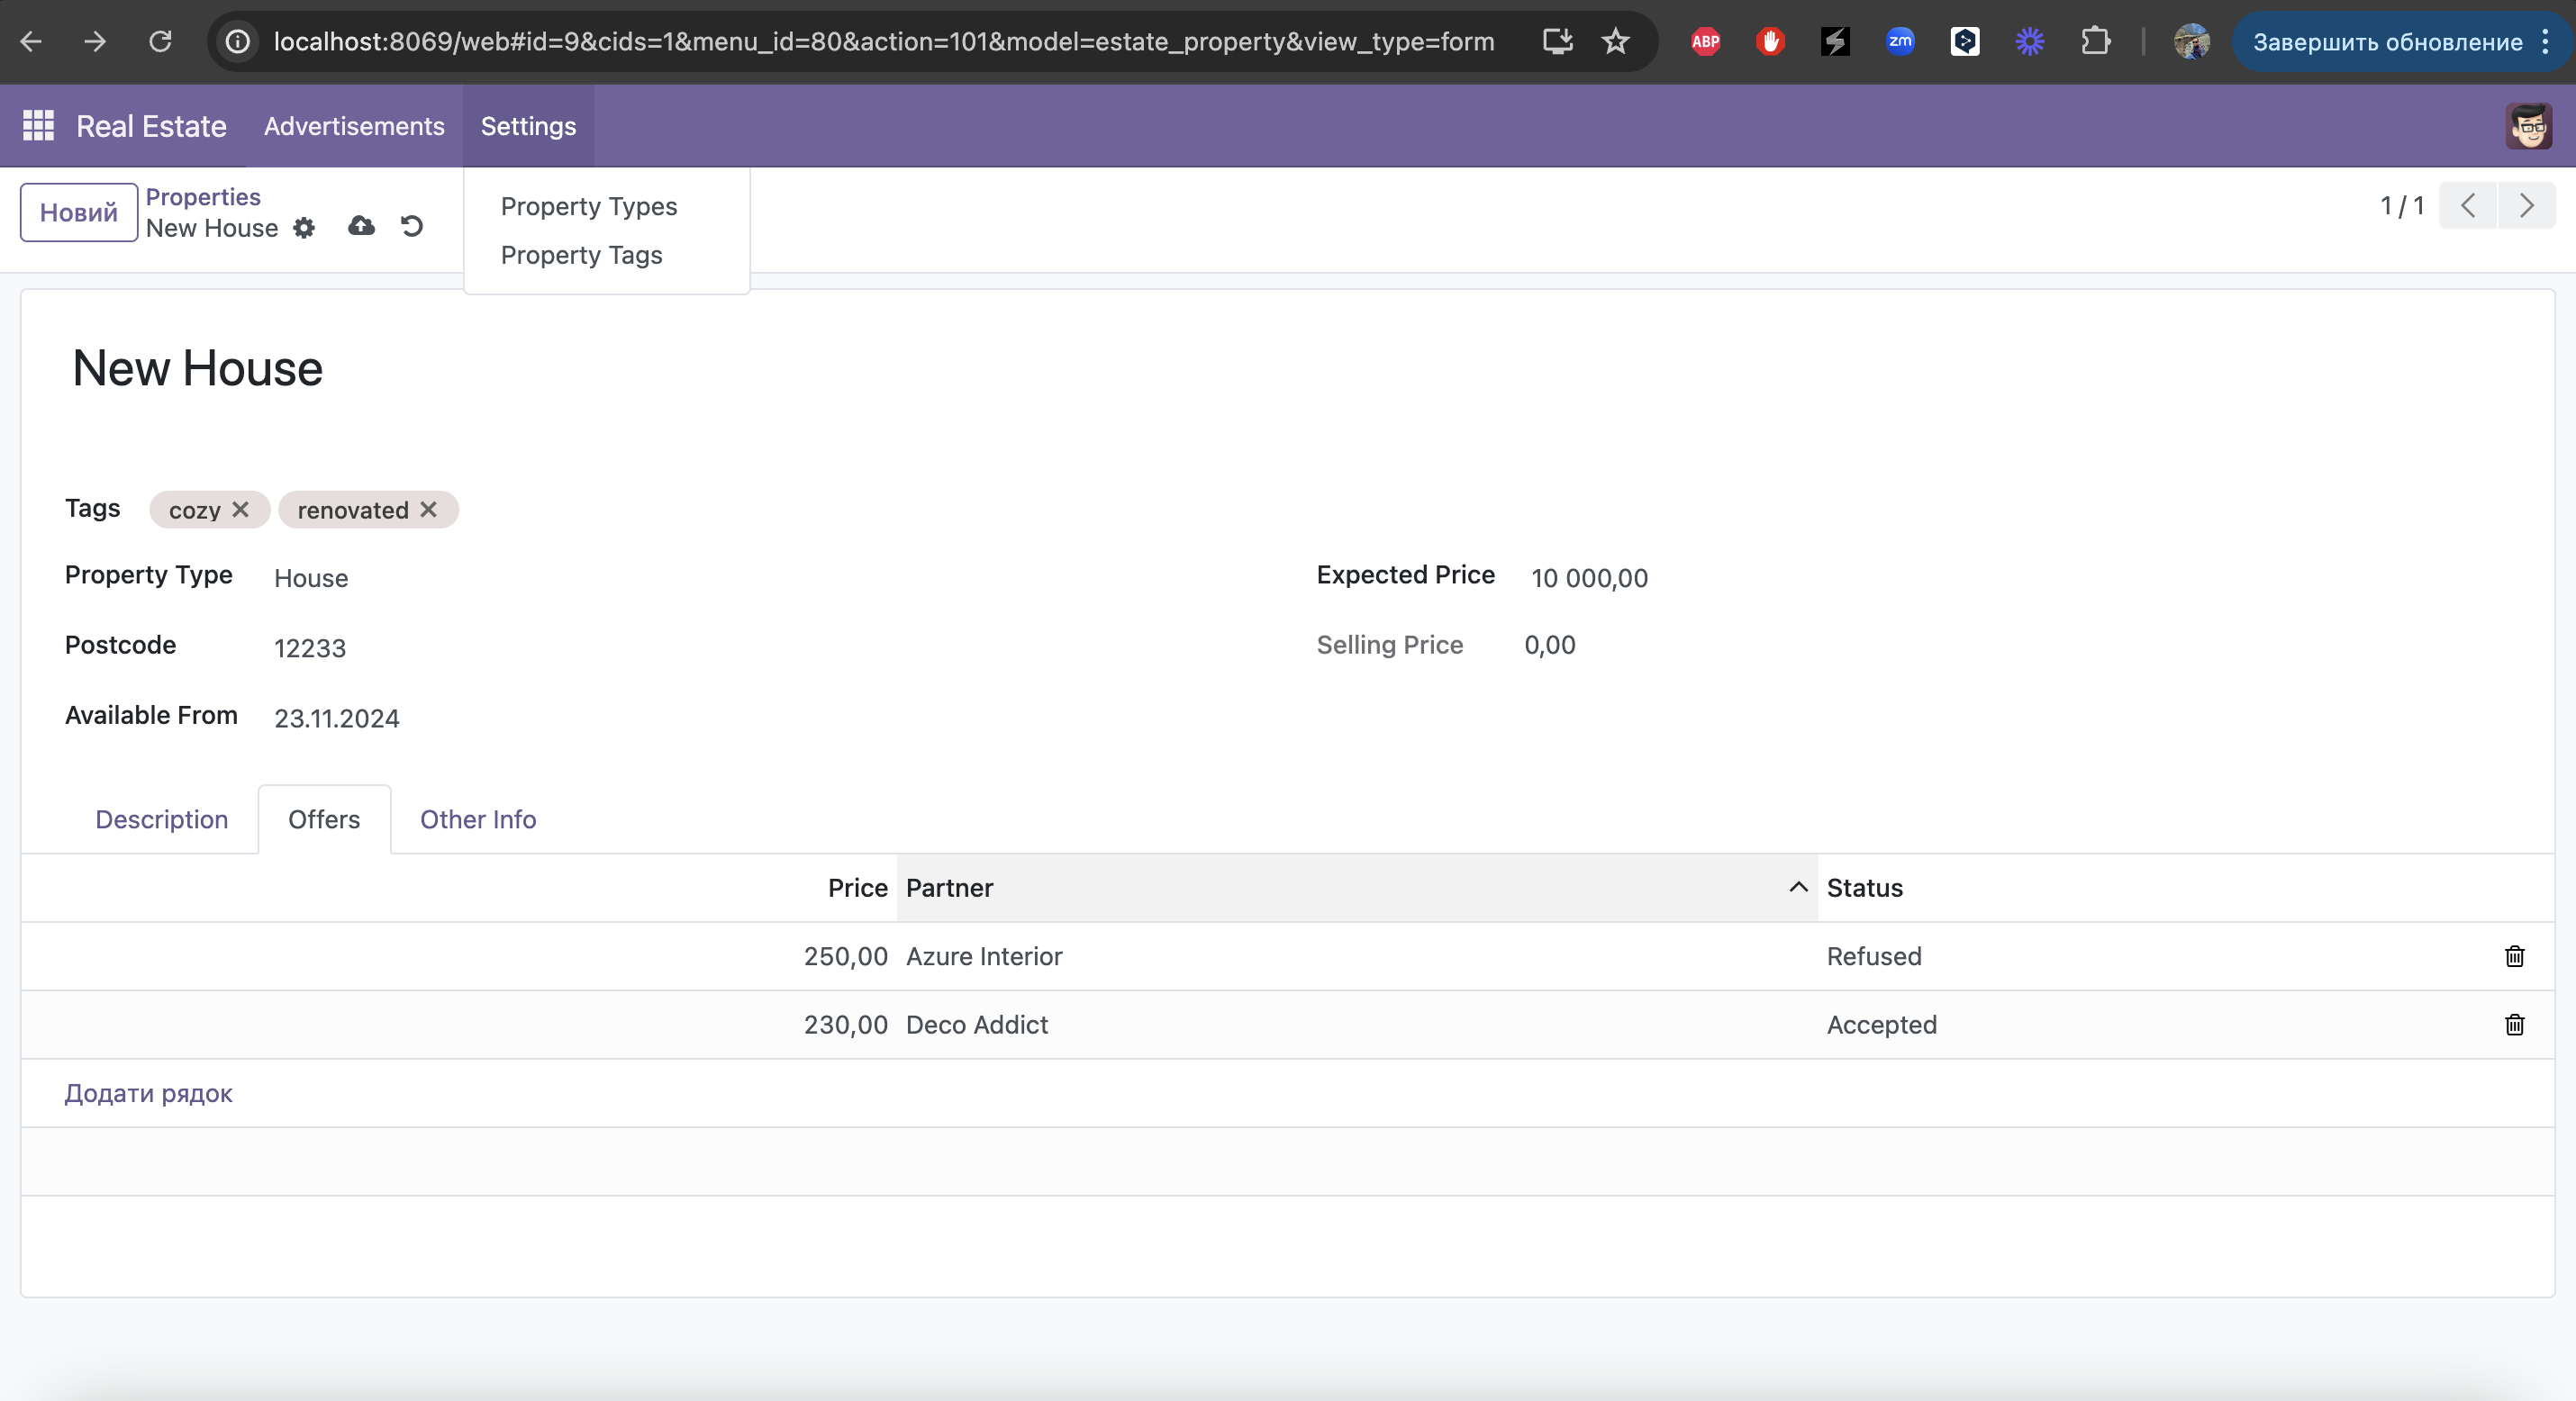 localhost:8069/web#id=9&cids=1&menu_id=80&action=101&model=estate_property&view_type=form
ABP
zm
Завершить обновление
Real Estate Advertisements Settings
Новий
Properties
New House
Property Types
Property Tags
1 / 1
New House
Tags cozy renovated
Property Type House
Expected Price 10 000,00
Postcode 12233
Selling Price 0,00
Available From 23.11.2024
Description Offers Other Info
Price Partner Status
250,00 Azure Interior Refused
230,00 Deco Addict Accepted
Додати рядок